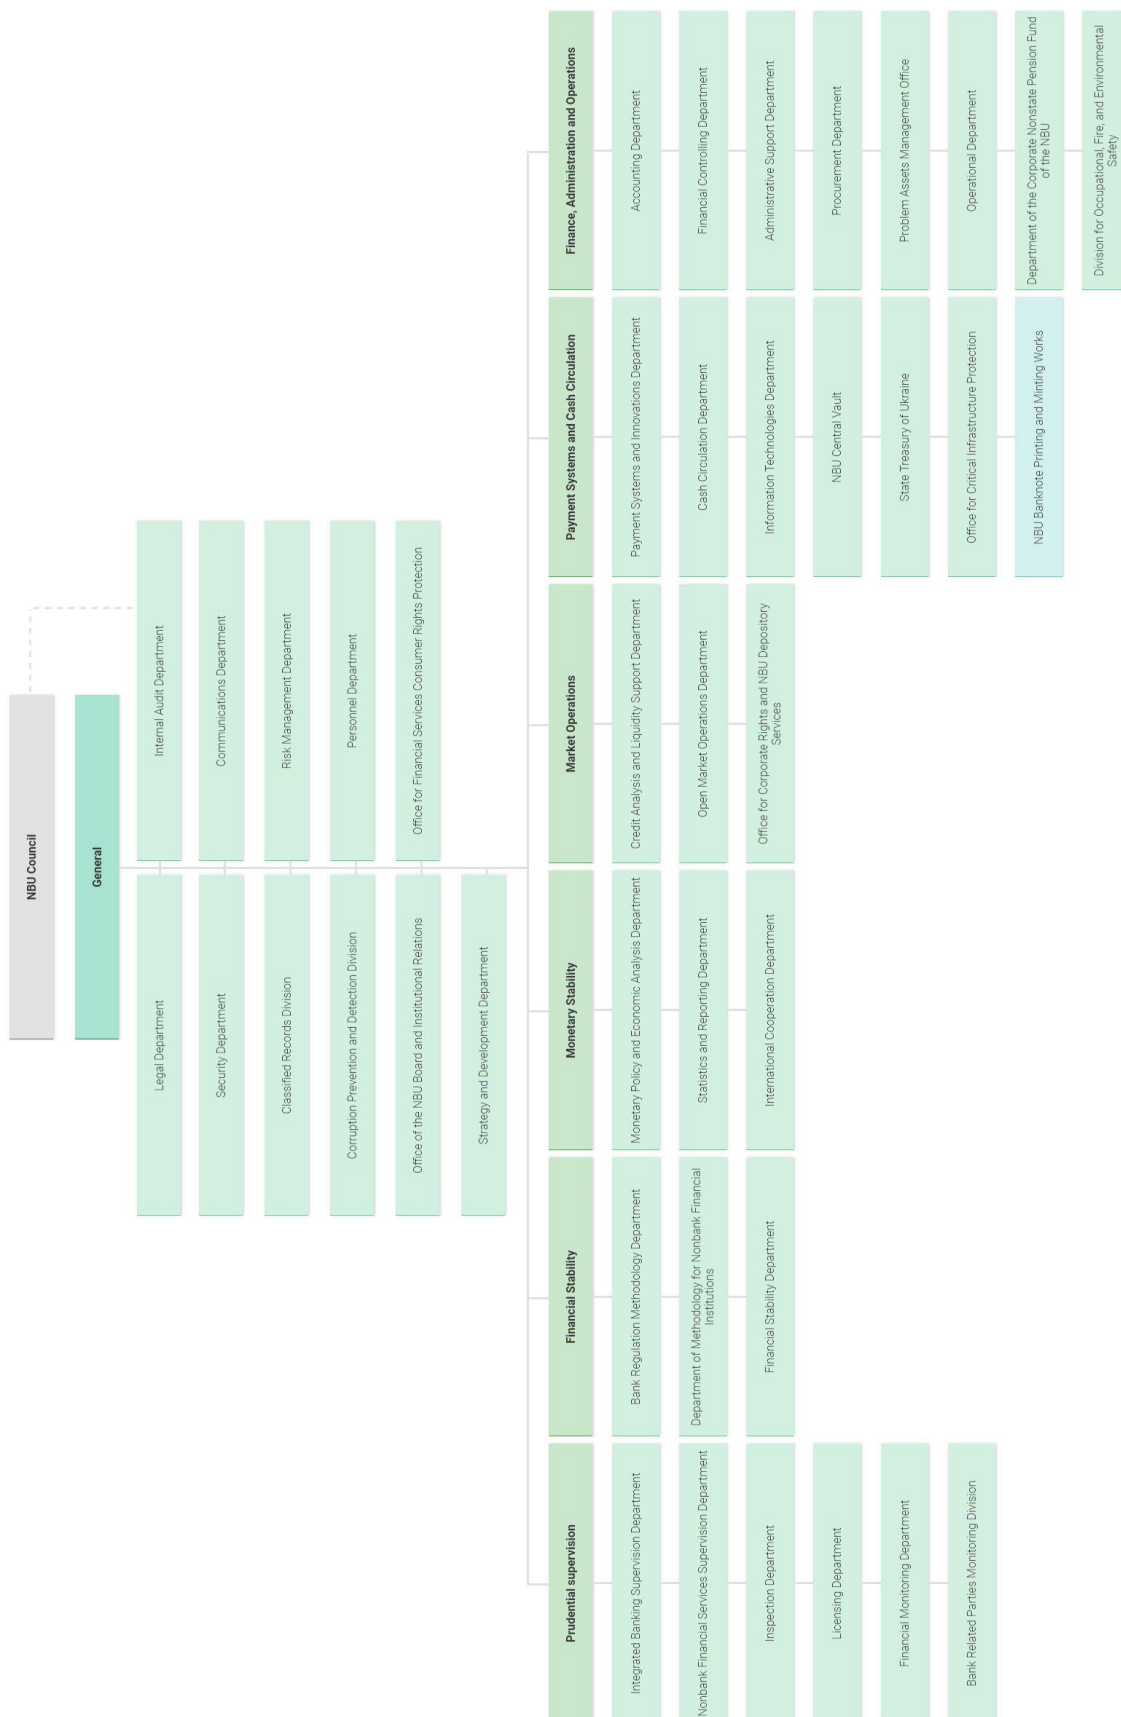 NBU Council
General
Legal Department
Internal Audit Department
Security Department
Communications Department
Classified Records Division
Risk Management Department
Corruption Prevention and Detection Division
Personnel Department
Office of the NBU Board and Institutional Relations
Office for Financial Services Consumer Rights Protection
Strategy and Development Department
Prudential supervision
Integrated Banking Supervision Department
Nonbank Financial Services Supervision Department
Inspection Department
Licensing Department
Financial Monitoring Department
Bank Related Parties Monitoring Division
Financial Stability
Bank Regulation Methodology Department
Department of Methodology for Nonbank Financial
Institutions
Financial Stability Department
Monetary Stability
Monetary Policy and Economic Analysis Department
Statistics and Reporting Department
International Cooperation Department
Market Operations
Credit Analysis and Liquidity Support Department
Open Market Operations Department
Office for Corporate Rights and NBU Depository
Services
Payment Systems and Cash Circulation
Payment Systems and Innovations Department
Cash Circulation Department
Information Technologies Department
NBU Central Vault
State Treasury of Ukraine
Office for Critical Infrastructure Protection
NBU Banknote Printing and Minting Works
Finance, Administration and Operations
Accounting Department
Financial Controlling Department
Administrative Support Department
Procurement Department
Problem Assets Management Office
Operational Department
Department of the Corporate Nonstate Pension Fund
of the NBU
Division for Occupational, Fire, and Environmental
Safety